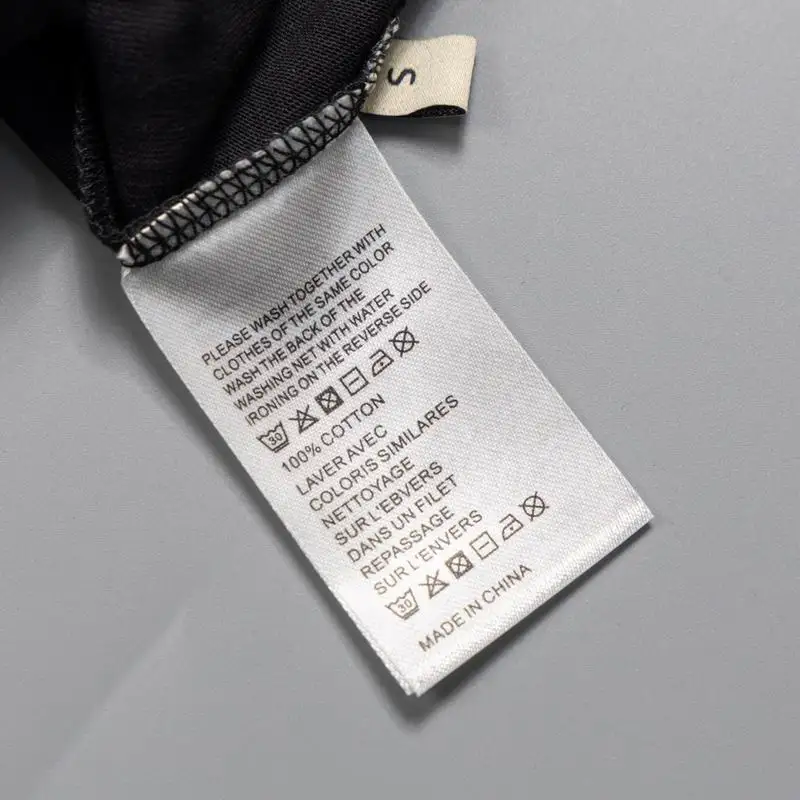 S
PLEASE WASH TOGETHER WITH
CLOTHES OF THE SAME COLOR
WASH THE BACK OF THE
WASHING NET WITH WATER
IRONING ON THE REVERSE SIDE
30
100% COTTON
LAVER AVEC
COLORIS SIMILARES
NETTOYAGE
SUR L'EBVERS
DANS UN FILET
REPASSAGE
SUR L'ENVERS
30
MADE IN CHINA